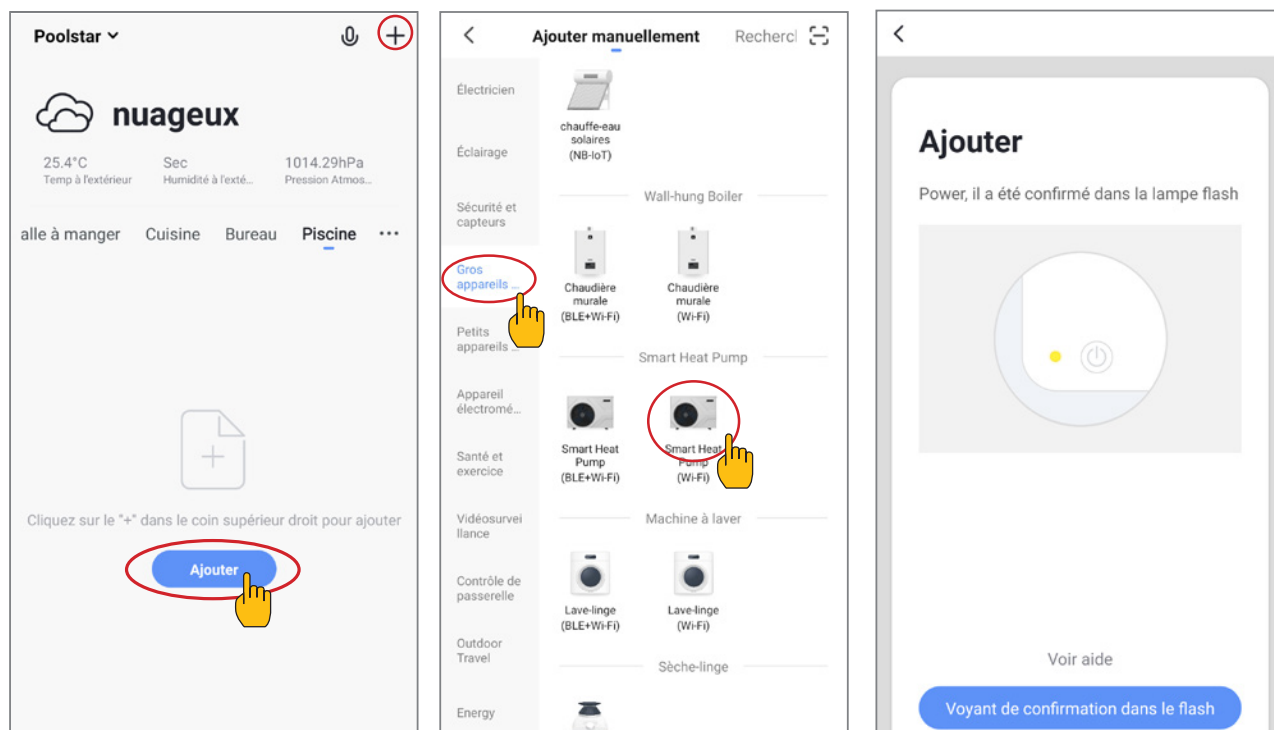 Poolstar
nuageux
25.4°C Sec 1014.29hPa
Temp à l'extérieur Humidité à l'exté... Pression Atmos...
alle à manger Cuisine Bureau Piscine ...
Cliquez sur le "+" dans le coin supérieur droit pour ajouter
Ajouter
Ajouter manuellement Rechercl
Électricien
Éclairage
Sécurité et
capteurs
Gros
appareils ...
Petits
appareils ...
Appareil
électromé...
Santé et
exercice
Vidéosurvei
llance
Contrôle de
passerelle
Outdoor
Travel
Energy
chauffe-eau
solaires
(NB-IoT)
Wall-hung Boiler
Chaudière
murale
(BLE+Wi-Fi)
Chaudière
murale
(Wi-Fi)
Smart Heat Pump
Smart Heat
Pump
(BLE+Wi-Fi)
Smart Heat
Pump
(Wi-Fi)
Machine à laver
Lave-linge
(BLE+Wi-Fi)
Lave-linge
(Wi-Fi)
Sèche-linge
Ajouter
Power, il a été confirmé dans la lampe flash
Voir aide
Voyant de confirmation dans le flash